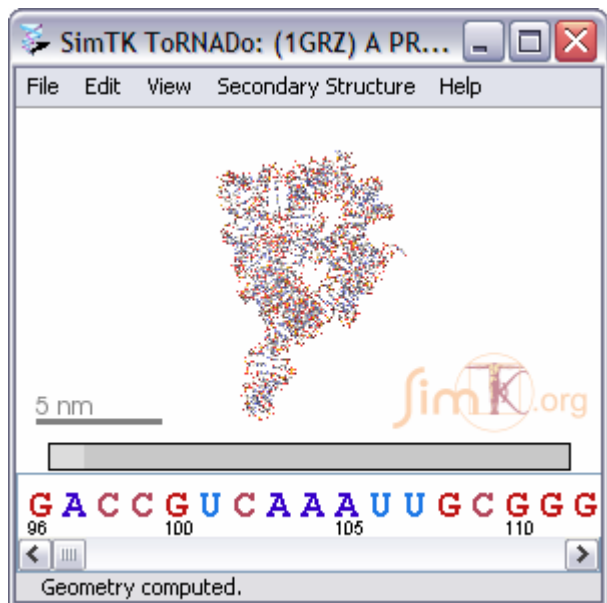 SimTK ToRNADo: (1GRZ) A PR...
File Edit View Secondary Structure Help
5 nm
SimTK.org
G A C C G U C A A A U U G C G G G
96 100 105 110
Geometry computed.